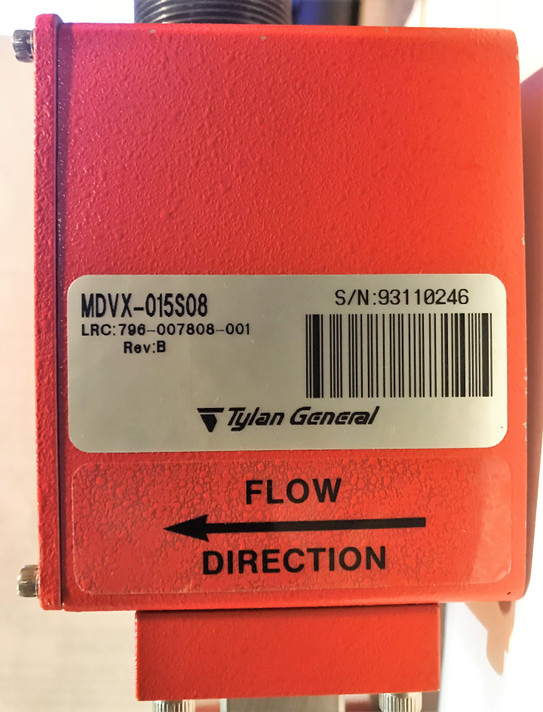 MDVX-015S08
S/N:93110246
LRC:796-007808-001
Rev:B
Tylan General
FLOW
DIRECTION